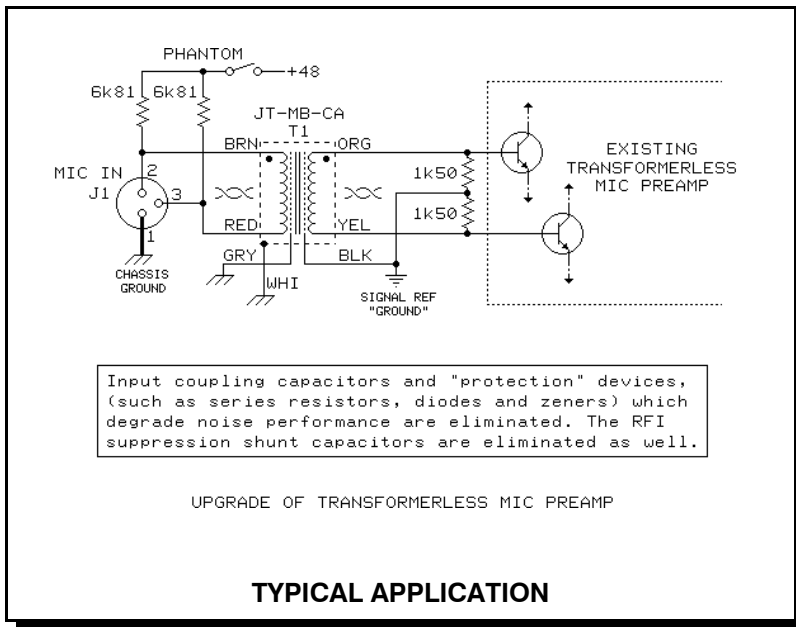 PHANTOM
+48
6k81 6k81
JT-MB-CA
T1
BRN
ORG
MIC IN
J1
2
3
1
1k50
1k50
EXISTING
TRANSFORMERLESS
MIC PREAMP
RED
YEL
GRY
BLK
WHI
CHASSIS
GROUND
SIGNAL REF
"GROUND"
Input coupling capacitors and "protection" devices,
(such as series resistors, diodes and zeners) which
degrade noise performance are eliminated. The RFI
suppression shunt capacitors are eliminated as well.
UPGRADE OF TRANSFORMERLESS MIC PREAMP
TYPICAL APPLICATION